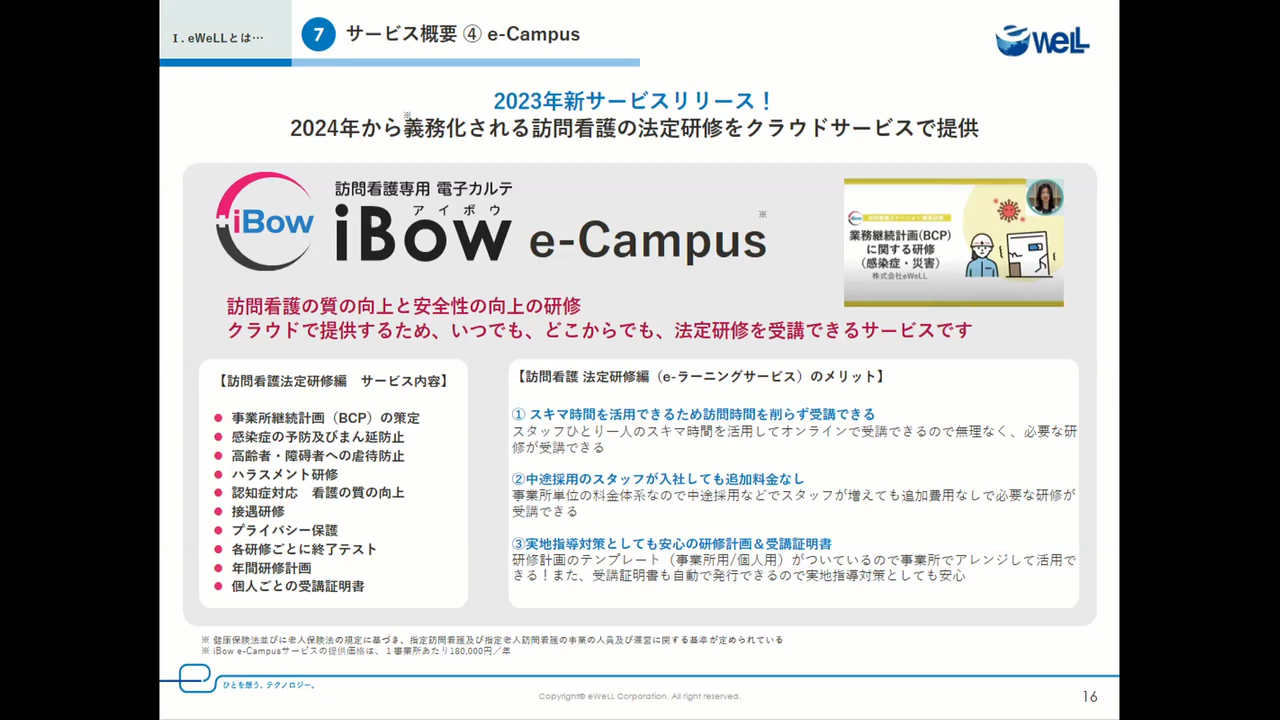 Ⅰ. eWeLLとは…
7 サービス概要 ④ e-Campus
eWeLL
2023年新サービスリリース！
※
2024年から義務化される訪問看護の法定研修をクラウドサービスで提供
iBow
訪問看護専用 電子カルテ
アイボウ
iBow e-Campus※
iBow 訪問看護ステーション
業務継続計画(BCP)
に関する研修
(感染症・災害)
株式会社eWeLL
訪問看護の質の向上と安全性の向上の研修
クラウドで提供するため、いつでも、どこからでも、法定研修を受講できるサービスです
【訪問看護法定研修編　サービス内容】
● 事業所継続計画（BCP）の策定
● 感染症の予防及びまん延防止
● 高齢者・障碍者への虐待防止
● ハラスメント研修
● 認知症対応　看護の質の向上
● 接遇研修
● プライバシー保護
● 各研修ごとに終了テスト
● 年間研修計画
● 個人ごとの受講証明書
【訪問看護 法定研修編（e-ラーニングサービス）のメリット】
① スキマ時間を活用できるため訪問時間を削らず受講できる
スタッフひとり一人のスキマ時間を活用してオンラインで受講できるので無理なく、必要な研
修が受講できる
②中途採用のスタッフが入社しても追加料金なし
事業所単位の料金体系なので中途採用などでスタッフが増えても追加費用なしで必要な研修が
受講できる
③実地指導対策としても安心の研修計画＆受講証明書
研修計画のテンプレート（事業所用/個人用）がついているので事業所でアレンジして活用で
きる！また、受講証明書も自動で発行できるので実地指導対策としても安心
※ 健康保険法並びに老人保険法の規定に基づき、指定訪問看護及び指定老人訪問看護の事業の人員及び運営に関する基準が定められている
※ iBow e-Campusサービスの提供価格は、１事業所あたり180,000円／年
ひとを想う、テクノロジー。
Copyright© eWeLL Corporation. All right reserved.
16